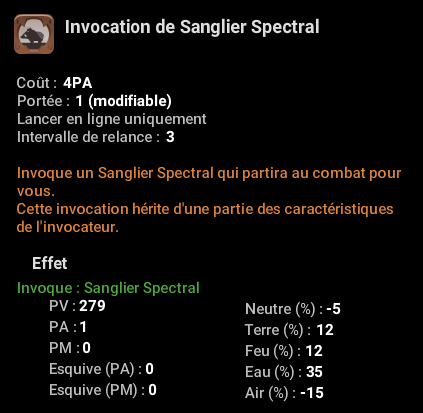 Invocation de Sanglier Spectral
Coût : 4PA
Portée : 1 (modifiable)
Lancer en ligne uniquement
Intervalle de relance : 3
Invoque un Sanglier Spectral qui partira au combat pour
vous.
Cette invocation hérite d'une partie des caractéristiques
de l'invocateur.
Effet
Invoque : Sanglier Spectral
PV : 279
PA : 1
PM : 0
Esquive (PA) : 0
Esquive (PM) : 0
Neutre (%) : -5
Terre (%) : 12
Feu (%) : 12
Eau (%) : 35
Air (%) : -15